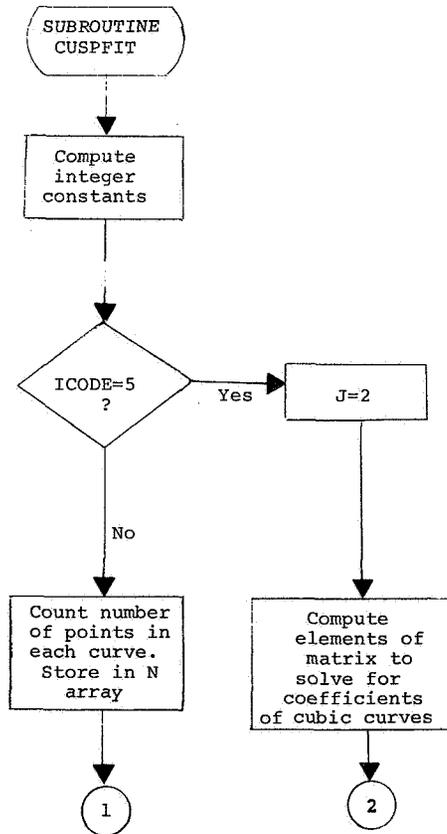 SUBROUTINE
CUSPFIT
Compute
integer
constants
ICODE=5
?
Yes
J=2
No
Count number
of points in
each curve.
Store in N
array
Compute
elements of
matrix to
solve for
coefficients
of cubic curves
1
2